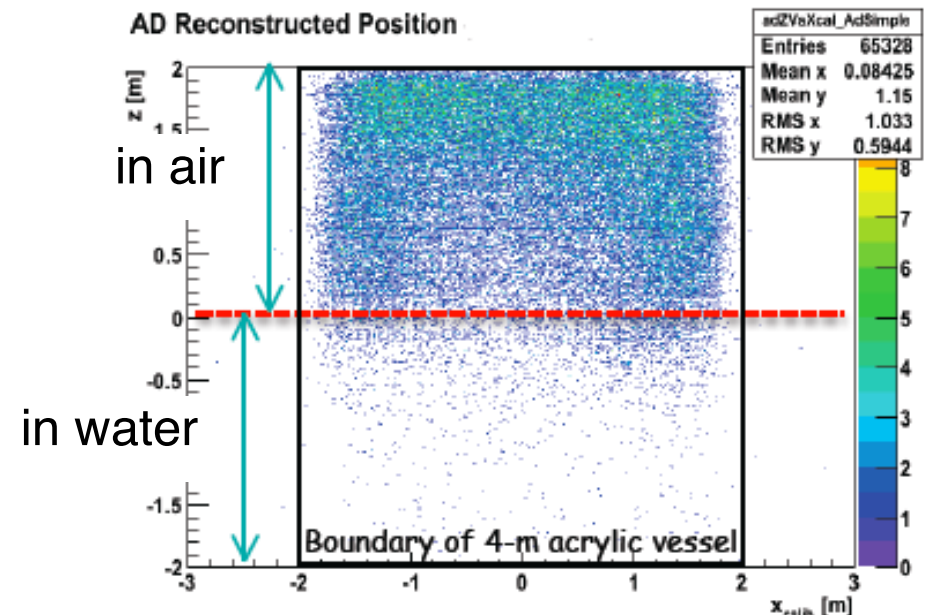 AD Reconstructed Position
adZVsXcal_AdSimple
Entries 65328
Mean x 0.08425
Mean y 1.15
RMS x 1.033
RMS y 0.5944
z [m]
2
1.5
in air
0.5
0
-0.5
in water
-1.5
-2
8
7
6
5
4
3
2
1
0
Boundary of 4-m acrylic vessel
-3 -2 -1 0 1 2 3
[m]